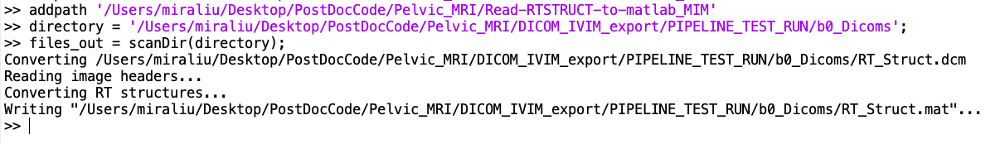 >> addpath '/Users/miraliu/Desktop/PostDocCode/Pelvic_MRI/Read-RTSTRUCT-to-matlab_MIM'
>> directory = '/Users/miraliu/Desktop/PostDocCode/Pelvic_MRI/DICOM_IVIM_export/PIPELINE_TEST_RUN/b0_Dicoms';
>> files_out = scanDir(directory);
Converting /Users/miraliu/Desktop/PostDocCode/Pelvic_MRI/DICOM_IVIM_export/PIPELINE_TEST_RUN/b0_Dicoms/RT_Struct.dcm
Reading image headers...
Converting RT structures...
Writing "/Users/miraliu/Desktop/PostDocCode/Pelvic_MRI/DICOM_IVIM_export/PIPELINE_TEST_RUN/b0_Dicoms/RT_Struct.mat"...
>>